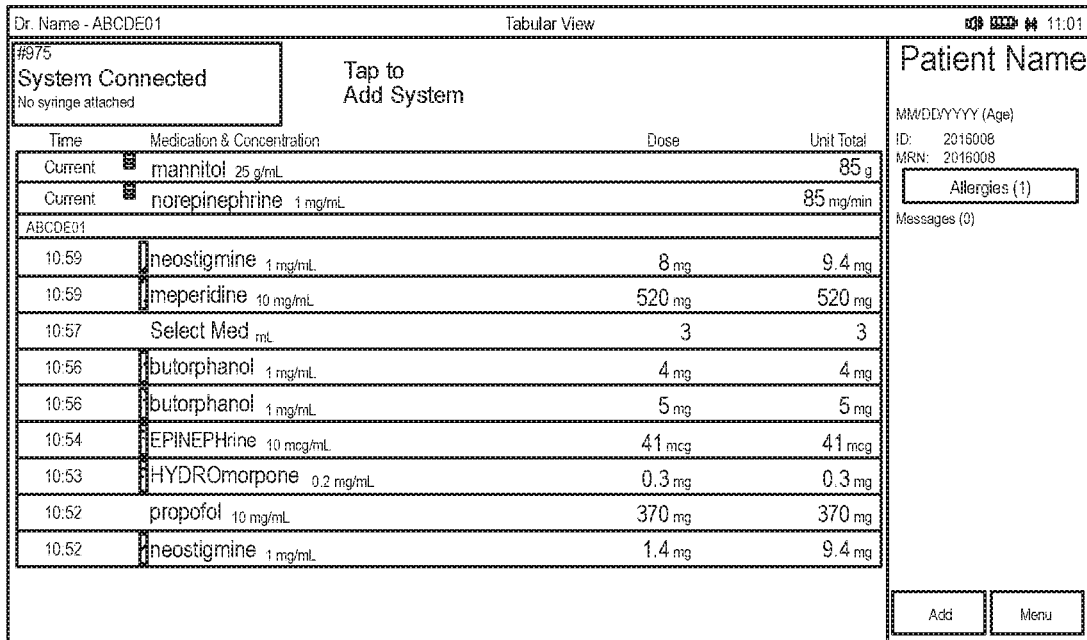 Dr. Name - ABCDE01 Tabular View 11:01
#975
System Connected
No syringe attached
Tap to
Add System
Time Medication & Concentration Dose Unit Total
Current mannitol 25 g/mL 85 g
Current norepinephrine 1 mg/mL 85 mg/min
ABCDE01
10.59 neostigmine 1 mg/mL 8 mg 9.4 mg
10:59 meperidine 10 mg/mL 520 mg 520 mg
10:57 Select Med mL 3 3
10:56 butorphanol 1 mg/mL 4 mg 4 mg
10:56 butorphanol 1 mg/mL 5 mg 5 mg
10:54 EPINEPHrine 10 mcg/mL 41 mcg 41 mcg
10:53 HYDROmorpone 0.2 mg/mL 0.3 mg 0.3 mg
10:52 propofol 10 mg/mL 370 mg 370 mg
10:52 neostigmine 1 mg/mL 1.4 mg 9.4 mg
Patient Name
MM/DD/YYYY (Age)
ID: 2016008
MRN: 2016008
Allergies (1)
Messages (0)
Add Menu